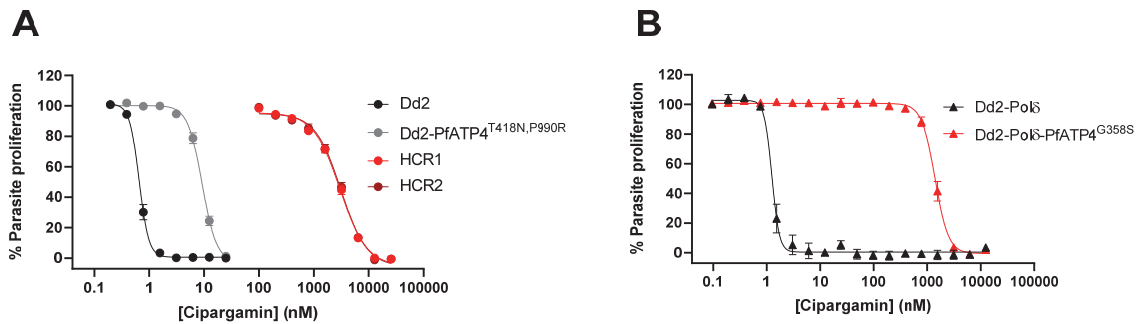 A
% Parasite proliferation
120
100
80
60
40
20
0
0.1 1 10 100 1000 10000 100000
[Cipargamin] (nM)
Dd2
Dd2-PfATP4T418N,P990R
HCR1
HCR2
B
% Parasite proliferation
120
100
80
60
40
20
0
0.1 1 10 100 1000 10000 100000
[Cipargamin] (nM)
Dd2-Polδ
Dd2-Polδ-PfATP4G358S